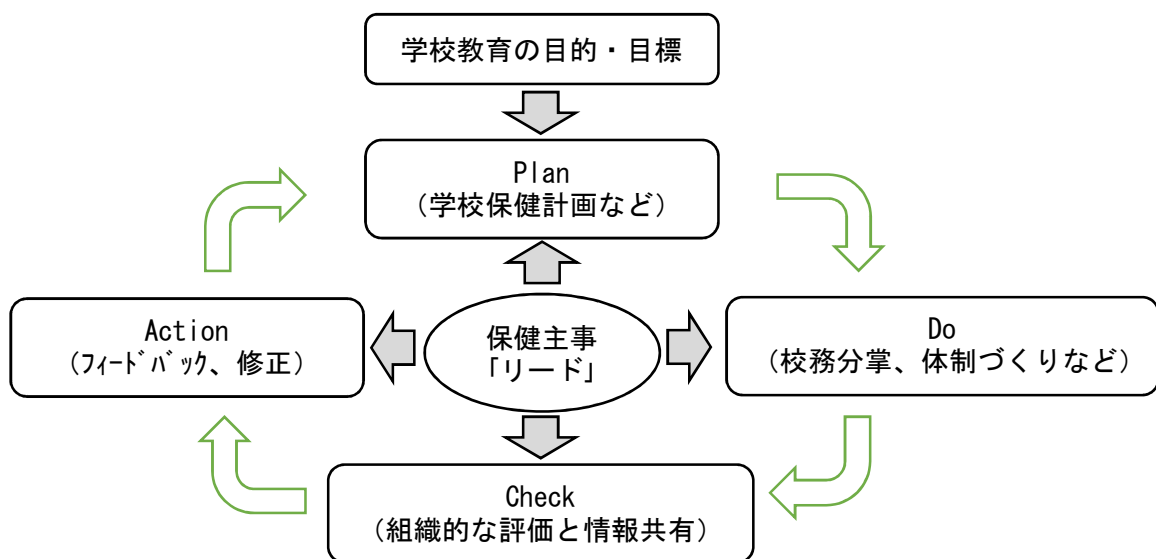 学校教育の目的・目標
Plan
（学校保健計画など）
Action
（ﾌｨｰﾄﾞﾊﾞｯｸ、修正）
保健主事
「リード」
Do
（校務分掌、体制づくりなど）
Check
（組織的な評価と情報共有）